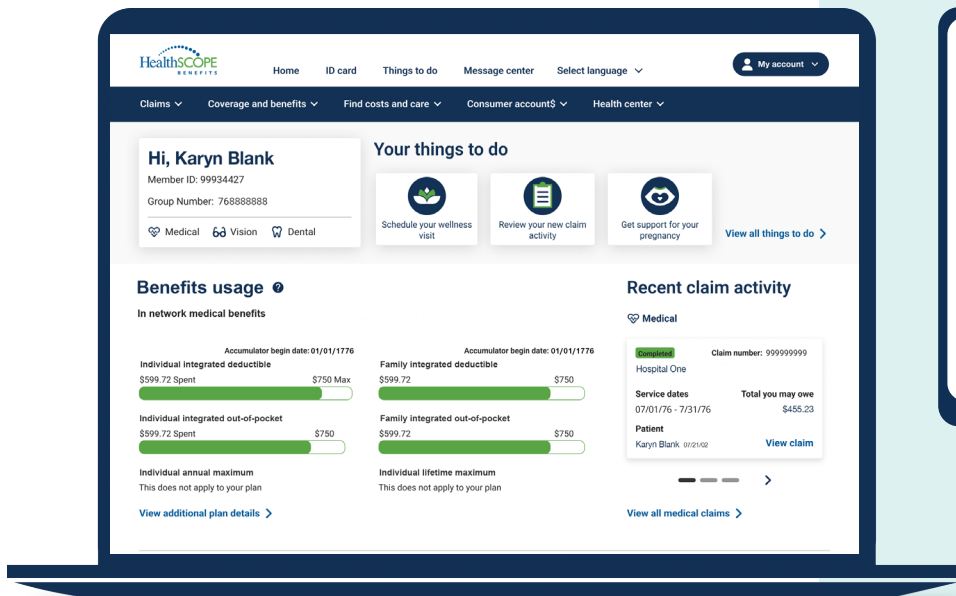 HealthSCOPE
BENEFITS
Home ID card Things to do Message center Select language
My account
Claims Coverage and benefits Find costs and care Consumer account$ Health center
Hi, Karyn Blank
Member ID: 99934427
Group Number: 768888888
Medical Vision Dental
Your things to do
Schedule your wellness
visit
Review your new claim
activity
Get support for your
pregnancy
View all things to do
Benefits usage ?
In network medical benefits
Accumulator begin date: 01/01/1776
Individual integrated deductible
$599.72 Spent $750 Max
Individual integrated out-of-pocket
$599.72 Spent $750
Individual annual maximum
This does not apply to your plan
View additional plan details
Accumulator begin date: 01/01/1776
Family integrated deductible
$599.72 $750
Family integrated out-of-pocket
$599.72 $750
Individual lifetime maximum
This does not apply to your plan
Recent claim activity
Medical
Completed Claim number: 999999999
Hospital One
Service dates Total you may owe
07/01/76 - 7/31/76 $455.23
Patient
Karyn Blank 07/21/02 View claim
View all medical claims